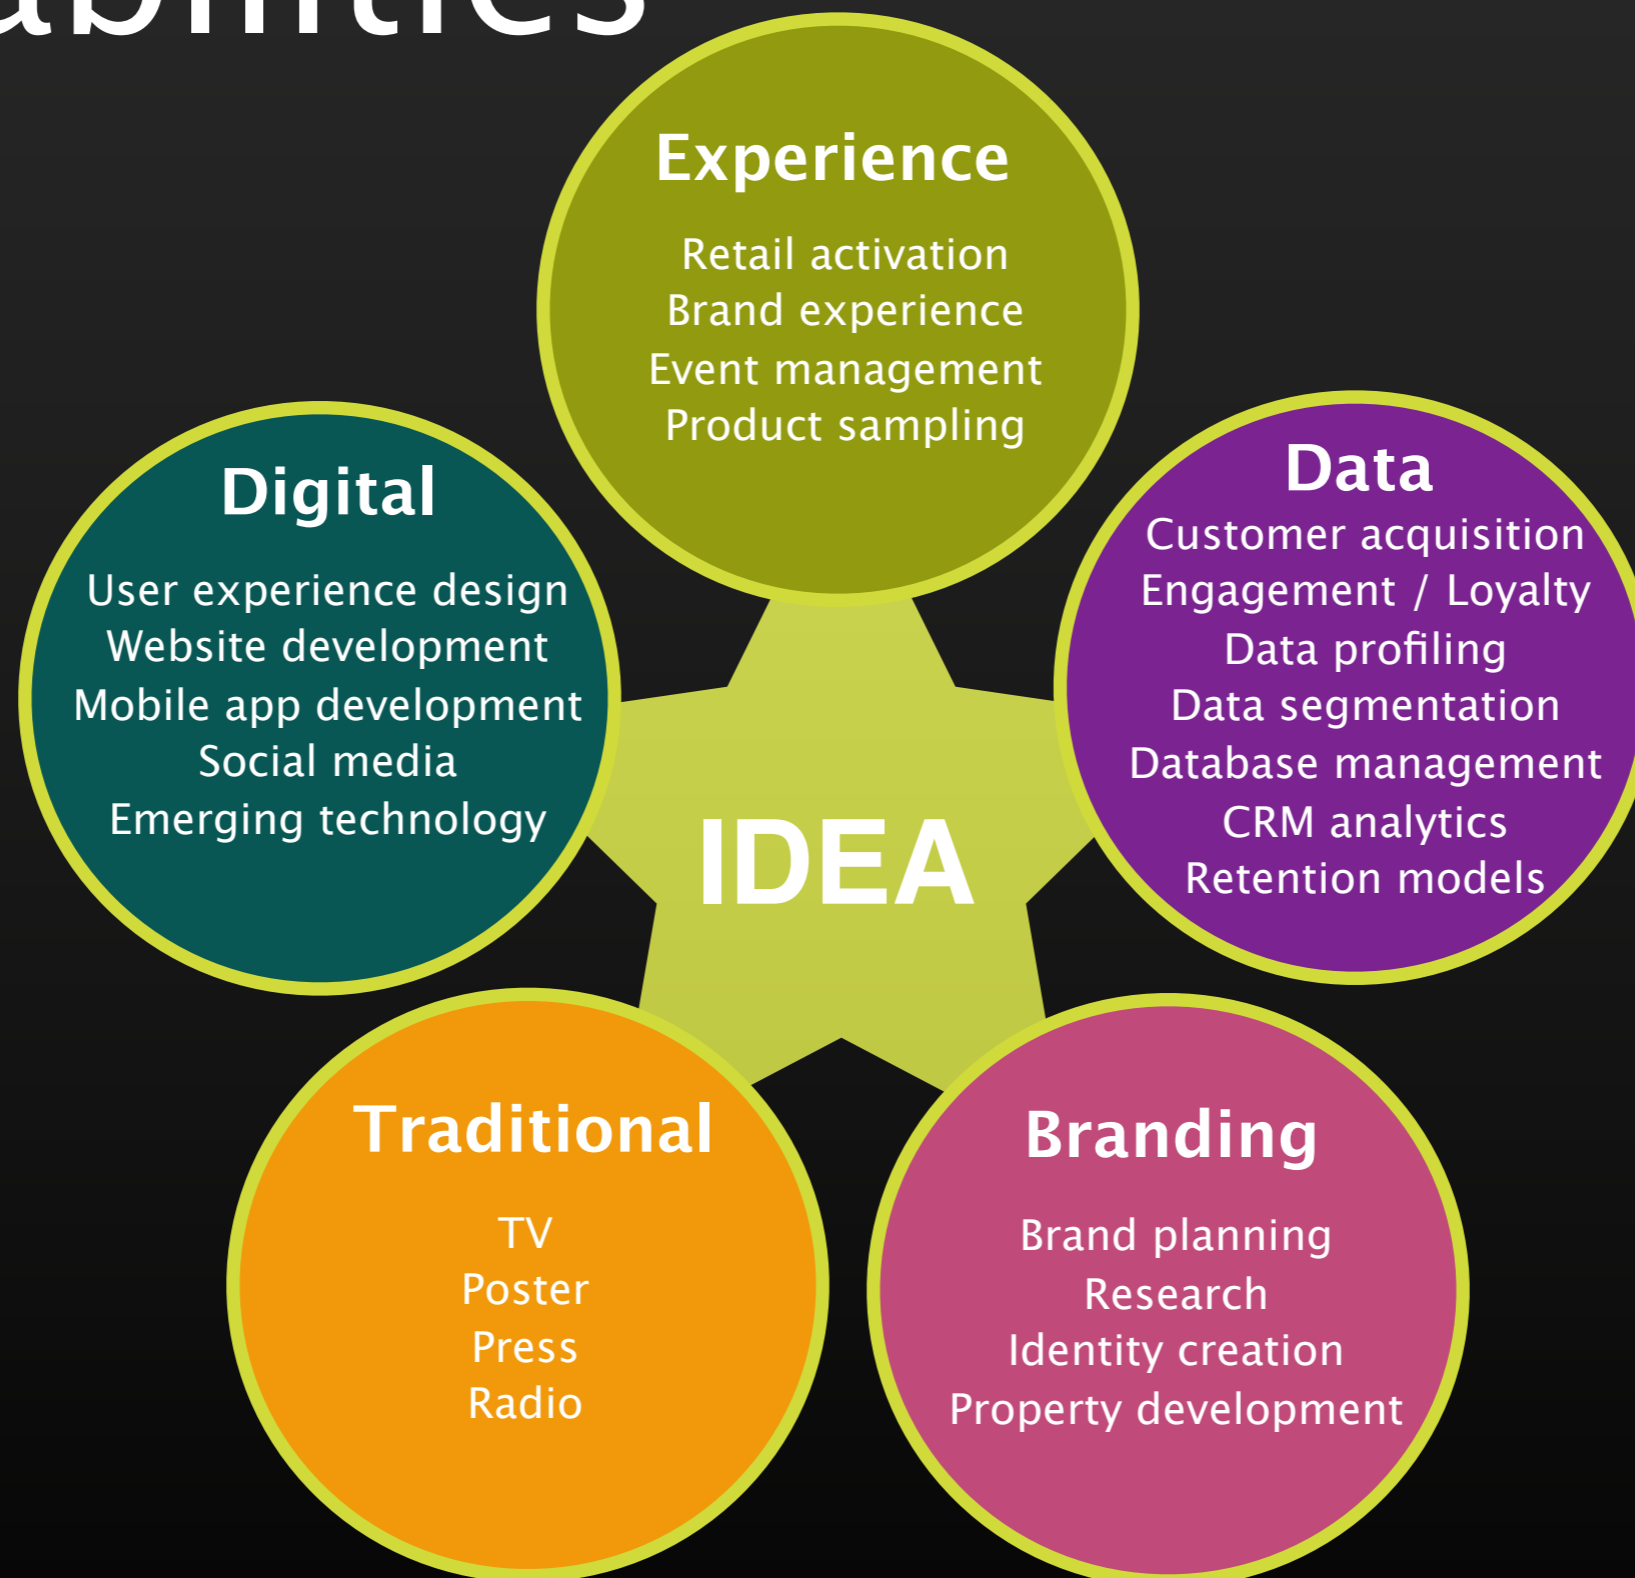 abilities
Experience
Retail activation
Brand experience
Event management
Product sampling
Digital
User experience design
Website development
Mobile app development
Social media
Emerging technology
Data
Customer acquisition
Engagement / Loyalty
Data profiling
Data segmentation
Database management
CRM analytics
Retention models
IDEA
Traditional
TV
Poster
Press
Radio
Branding
Brand planning
Research
Identity creation
Property development